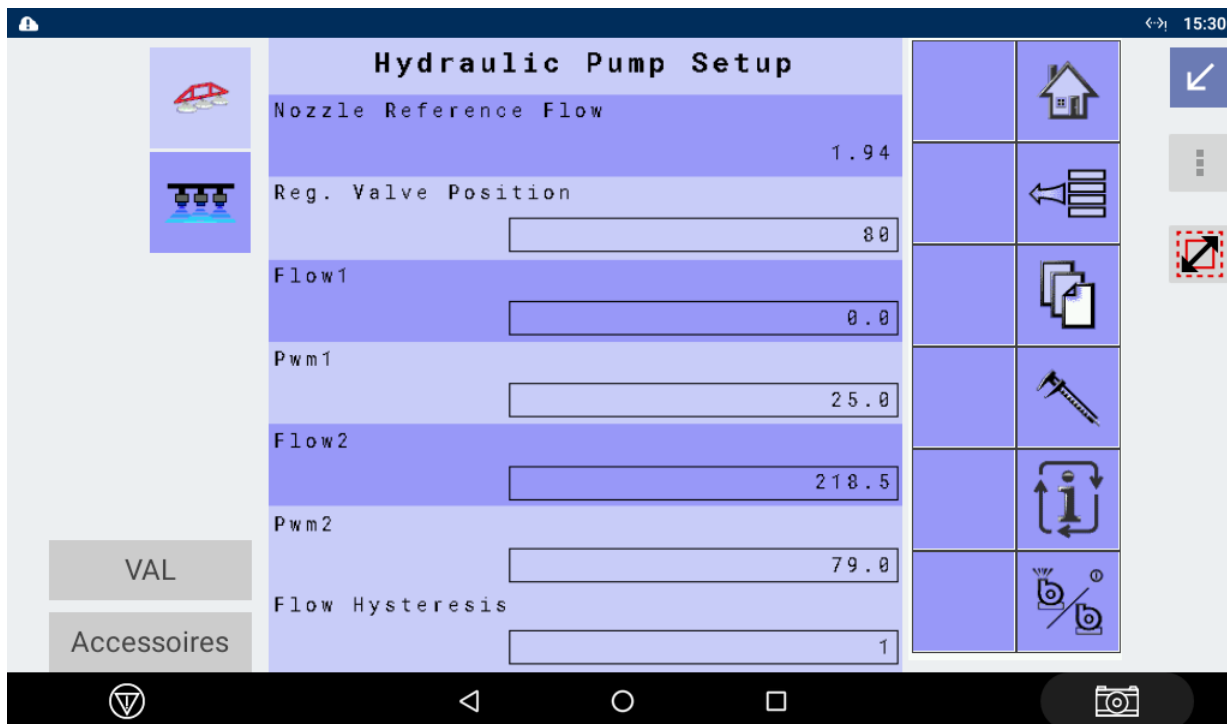 15:30
Hydraulic Pump Setup
Nozzle Reference Flow
1.94
Reg. Valve Position
80
Flow1
0.0
Pwm1
25.0
Flow2
218.5
Pwm2
79.0
Flow Hysteresis
1
VAL
Accessoires